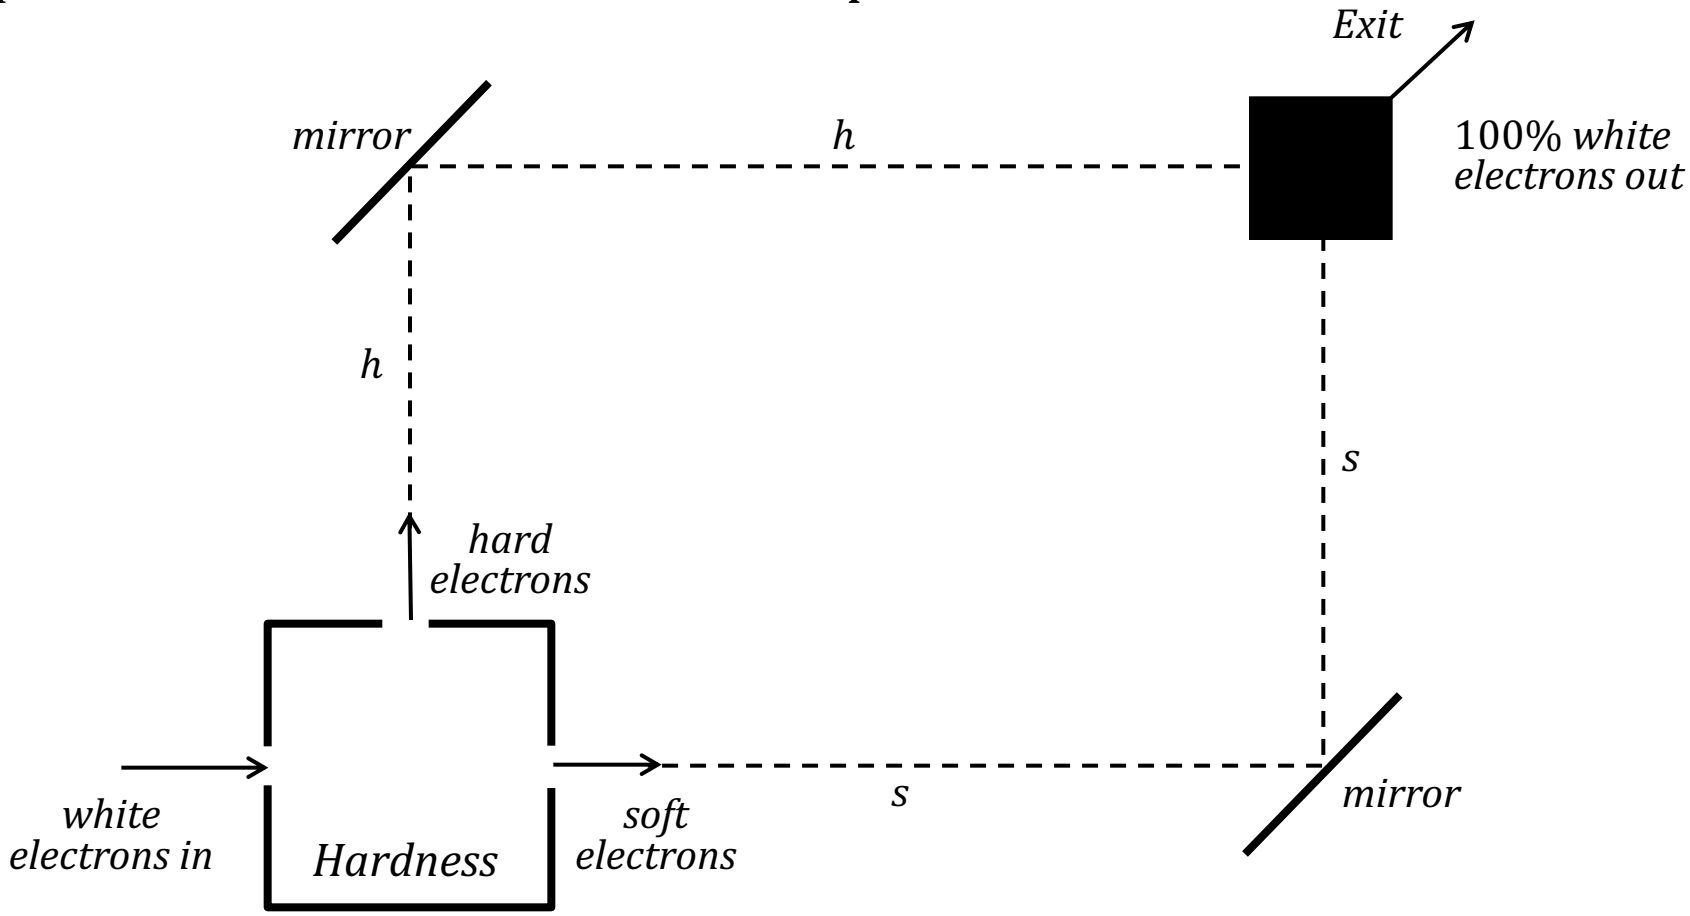 Exit
mirror
h
100% white
electrons out
h
s
hard
electrons
s
mirror
white
electrons in
Hardness
soft
electrons